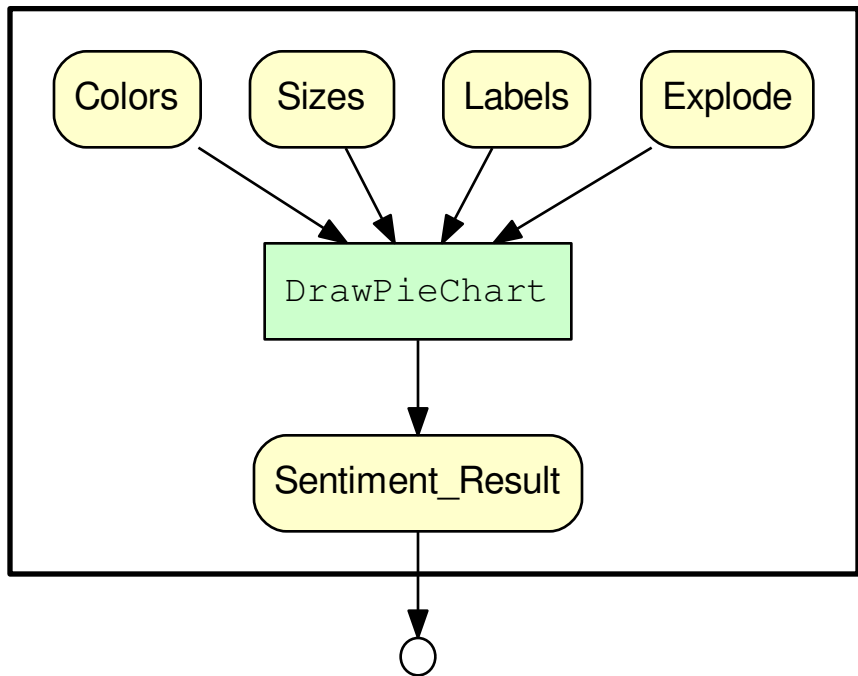 Colors
Sizes
Labels
Explode
DrawPieChart
Sentiment_Result